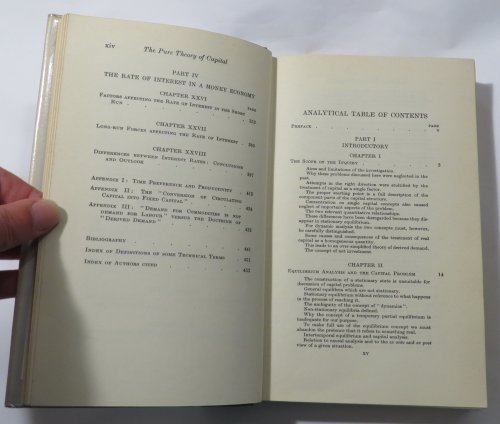 xiv The Pure Theory of Capital
PART IV
THE RATE OF INTEREST IN A MONEY ECONOMY
CHAPTER XXVI
PAGE
Factors affecting the Rate of Interest in the Short
Run
CHAPTER XXVII
Long-run Forces affecting the Rate of Interest
CHAPTER XXVIII
Differences between Interest Rates: Conclusions
and Outlook
Appendix I: Time Preference and Productivity
Appendix II: The "Conversion of Circulating
Capital into Fixed Capital"
Appendix III: "Demand for Commodities is not
Demand for Labour" versus the Doctrine of
"Derived Demand"
Bibliography
Index of Definitions of some Technical Terms
Index of Authors cited
ANALYTICAL TABLE OF CONTENTS
PAGE
Preface v
PART I
INTRODUCTORY
CHAPTER I
The Scope of the Inquiry 3
Aims and limitations of the investigation.
Why these problems have been neglected in the past.
Attempts in the right direction were stultified by the
treatment of capital as a single factor.
The proper starting point is a full description of the
component parts of the capital structure.
Concentration on single capital concepts also caused
neglect of important aspects of the problem.
The two relevant quantitative relationships.
These differences have been disregarded because they disappear
in stationary equilibrium.
For dynamic analysis the two concepts must, however,
be carefully distinguished.
Some causes and consequences of the treatment of real
capital as a homogeneous quantity.
This leads to an over simplified theory of derived demand.
The concept of net investment.
CHAPTER II
Equilibrium Analysis and the Capital Problem 14
The construction of a stationary state is unsuitable for
discussion of capital problems
General equilibria which are not stationary.
Stationary equilibrium without reference to what happens
in the process of reaching it.
The ambiguity of the concept of "dynamics".
Non-stationary equilibria defined.
Why the concept of a temporary partial equilibrium is
inadequate for our purpose.
To make full use of the equilibrium concept we must
abandon the pretence that it refers to something real.
Intertemporal equilibrium and capital analysis.
Relation to causal analysis and to the ex ante and ex post
view of a given situation.
xv